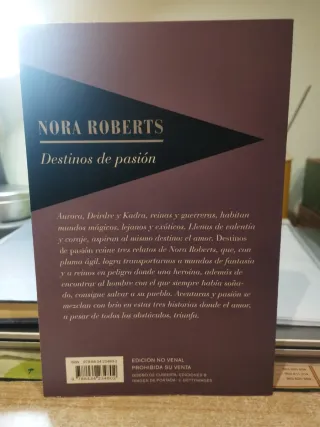 NORA ROBERTS
Destinos de pasión
Aurora, Deirdre y Kadra, reinas y guerreras, habitan
mundos mágicos, lejanos y exóticos. Llenas de valentía
y coraje, aspiran al mismo destino: el amor. Destinos
de pasión reúne tres relatos de Nora Roberts, que, con
pluma ágil, logra transportarnos a mundos de fantasía
y a reinos en peligro donde una heroína, además de
encontrar al hombre con el que siempre había soña-
do, consigue salvar a su pueblo. Aventuras y pasión se
mezclan con brío en estas tres historias donde el amor,
a pesar de todos los obstáculos, triunfa.
EDICIÓN NO VENAL
PROHIBIDA SU VENTA